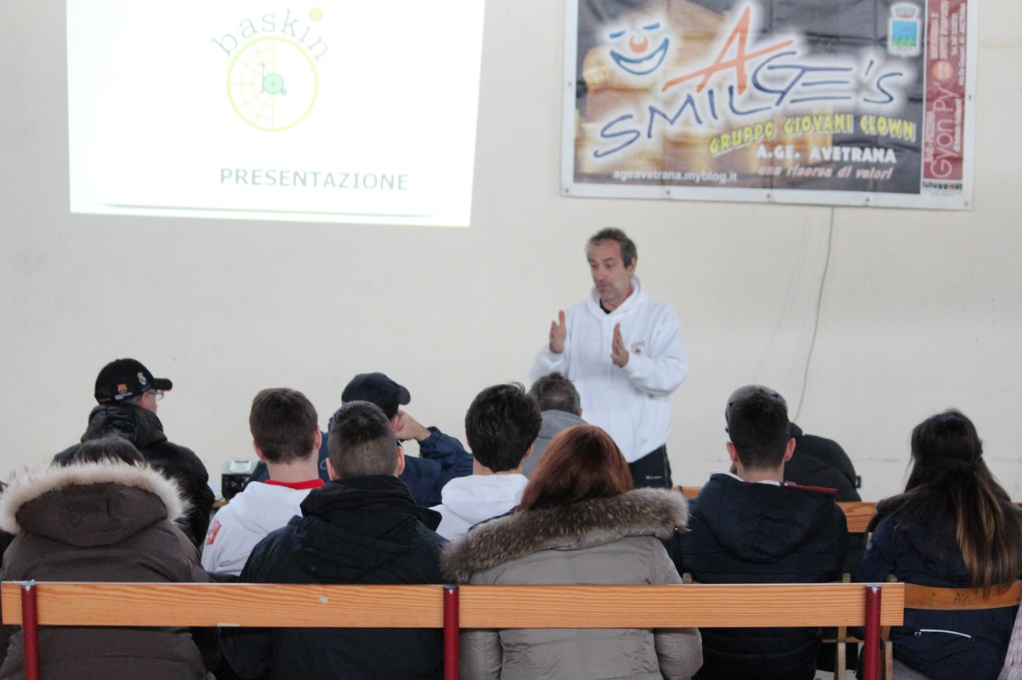 baskin
PRESENTAZIONE
AGE'S
SMILE
GRUPPO GIOVANI CLOWN
A.GE. AVETRANA
una risorsa di valori
ageavetrana.myblog.it
Gyon Py